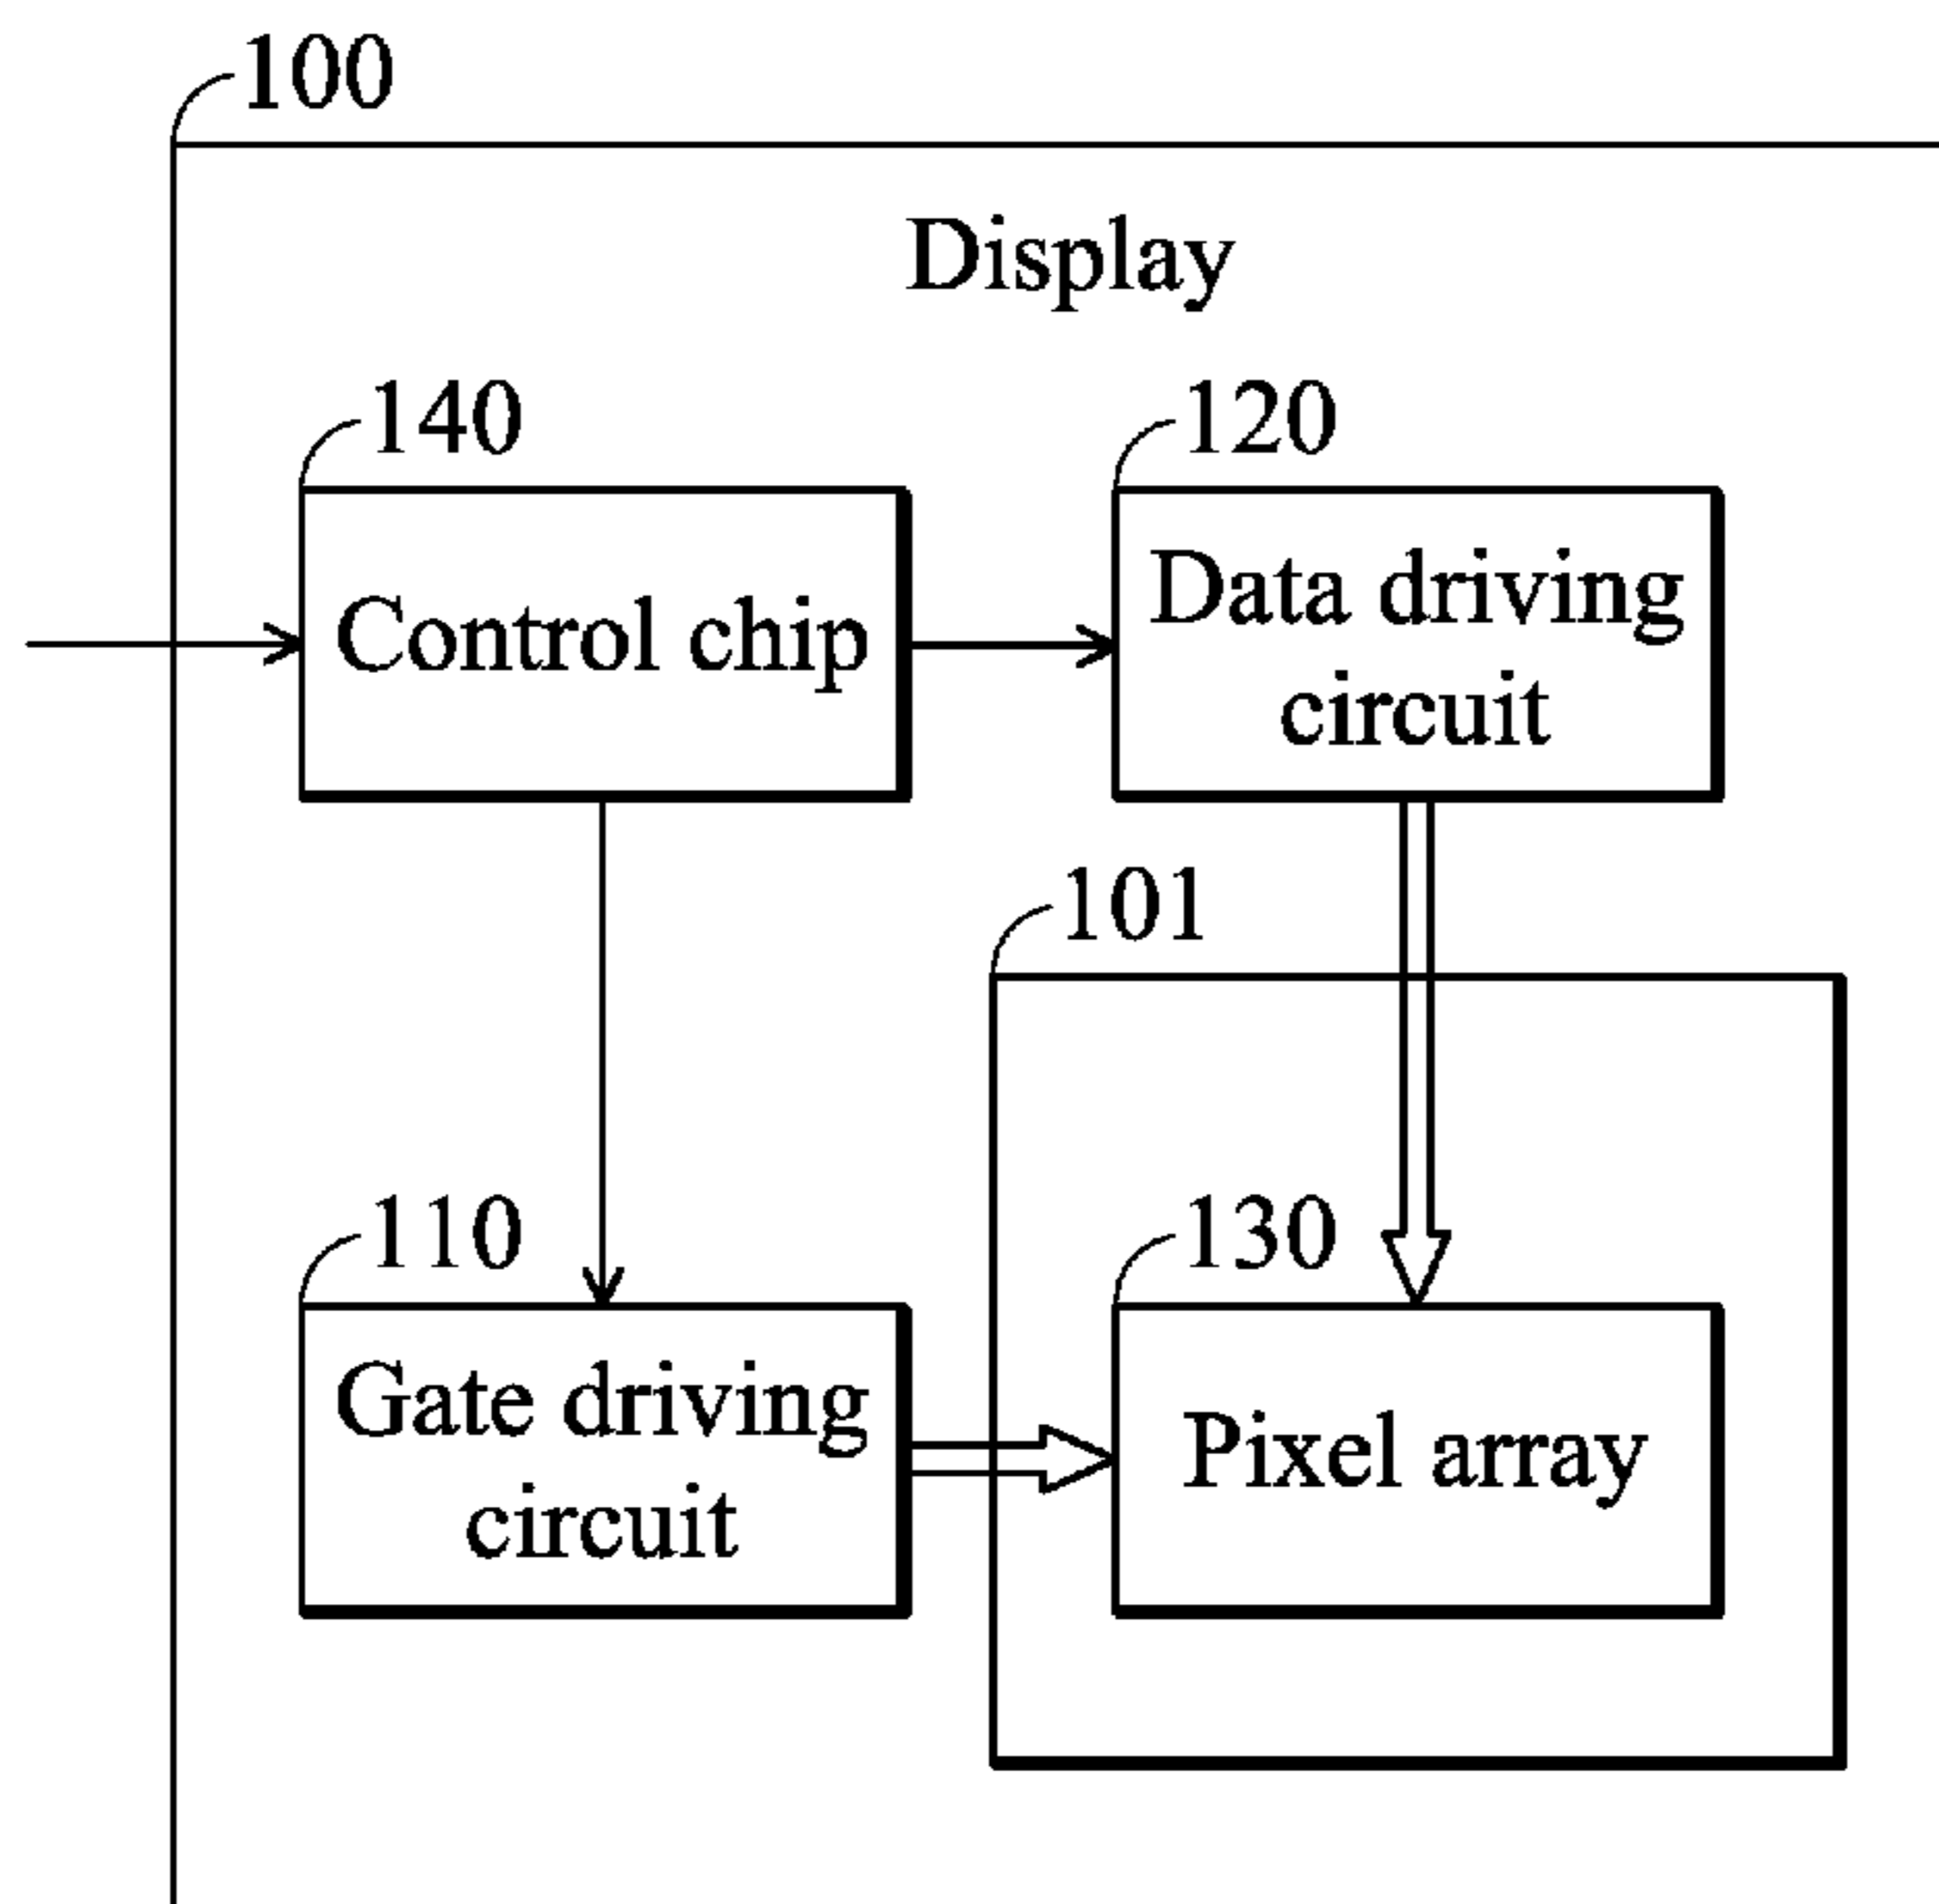 100
Display
140
120
Control chip
Data driving
circuit
101
110
130
Gate driving
circuit
Pixel array